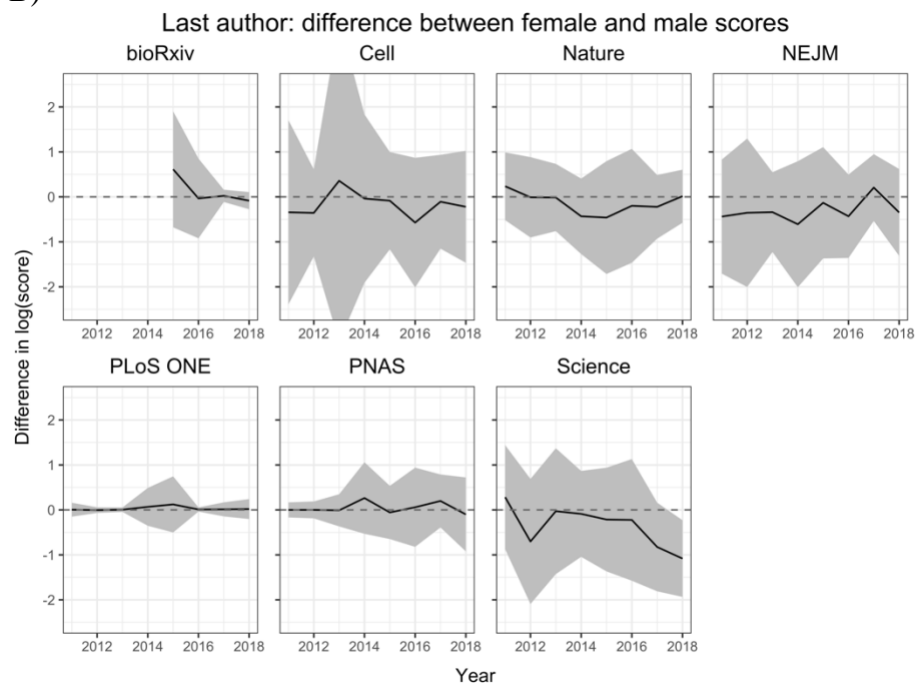 Last author: difference between female and male scores
bioRxiv Cell Nature NEJM
2
1
0
-1
-2
2012 2014 2016 2018 2012 2014 2016 2018 2012 2014 2016 2018 2012 2014 2016 2018
PLoS ONE PNAS Science
2
1
0
-1
-2
2012 2014 2016 2018 2012 2014 2016 2018 2012 2014 2016 2018
Difference in log(score)
Year